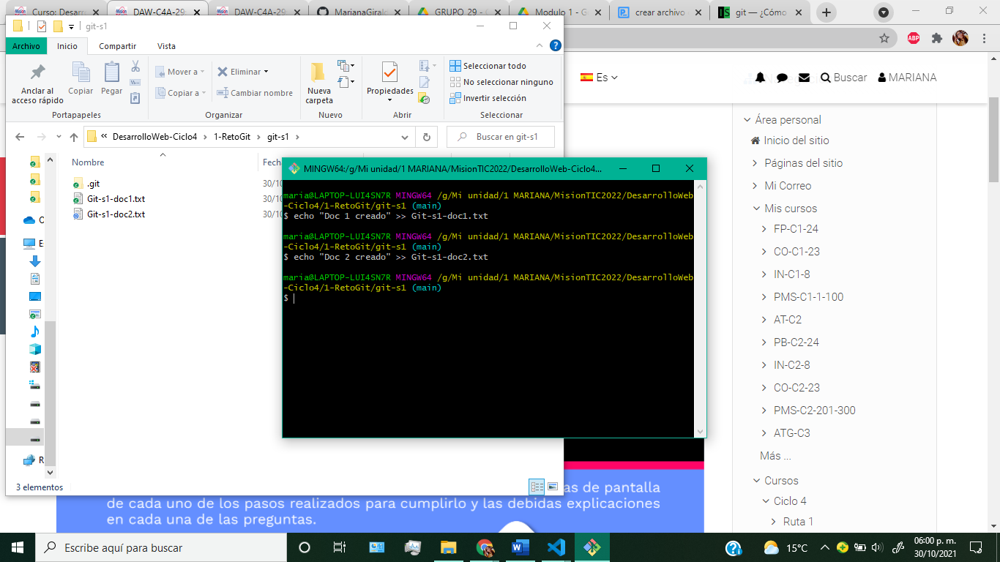 Curso: Desarr
DAW-C4A-29
DAW-C4A-29
MarianaGiral
GRUPO 29 - 
Modulo 1 - G
crear archivo
git — ¿Cómo
git-s1
Archivo
Inicio
Compartir
Vista
Anclar al
acceso rápido
Copiar
Pegar
Mover a
Copiar a
Eliminar
Cambiar nombre
Nueva
carpeta
Propiedades
Seleccionar todo
No seleccionar ninguno
Invertir selección
Portapapeles
Organizar
Nuevo
Abrir
Seleccionar
« DesarrolloWeb-Ciclo4 > 1-RetoGit > git-s1 >
Buscar en git-s1
Nombre
Fecha
.git
30/10
Git-s1-doc1.txt
30/10
Git-s1-doc2.txt
30/10
3 elementos
MINGW64:/g/Mi unidad/1 MARIANA/MisionTIC2022/DesarrolloWeb-Ciclo4...
maria@LAPTOP-LUI4SN7R MINGW64 /g/Mi unidad/1 MARIANA/MisionTIC2022/DesarrolloWeb
-Ciclo4/1-RetoGit/git-s1 (main)
$ echo "Doc 1 creado" >> Git-s1-doc1.txt
maria@LAPTOP-LUI4SN7R MINGW64 /g/Mi unidad/1 MARIANA/MisionTIC2022/DesarrolloWeb
-Ciclo4/1-RetoGit/git-s1 (main)
$ echo "Doc 2 creado" >> Git-s1-doc2.txt
maria@LAPTOP-LUI4SN7R MINGW64 /g/Mi unidad/1 MARIANA/MisionTIC2022/DesarrolloWeb
-Ciclo4/1-RetoGit/git-s1 (main)
$
ABP
Es
Buscar
MARIANA
Área personal
Inicio del sitio
Páginas del sitio
Mi Correo
Mis cursos
FP-C1-24
CO-C1-23
IN-C1-8
PMS-C1-1-100
AT-C2
PB-C2-24
IN-C2-8
CO-C2-23
PMS-C2-201-300
ATG-C3
Más ...
Cursos
Ciclo 4
Ruta 1
as de pantalla
de cada uno de los pasos realizados para cumplirlo y las debidas explicaciones
en cada una de las preguntas.
Escribe aquí para buscar
15°C
06:00 p. m.
30/10/2021